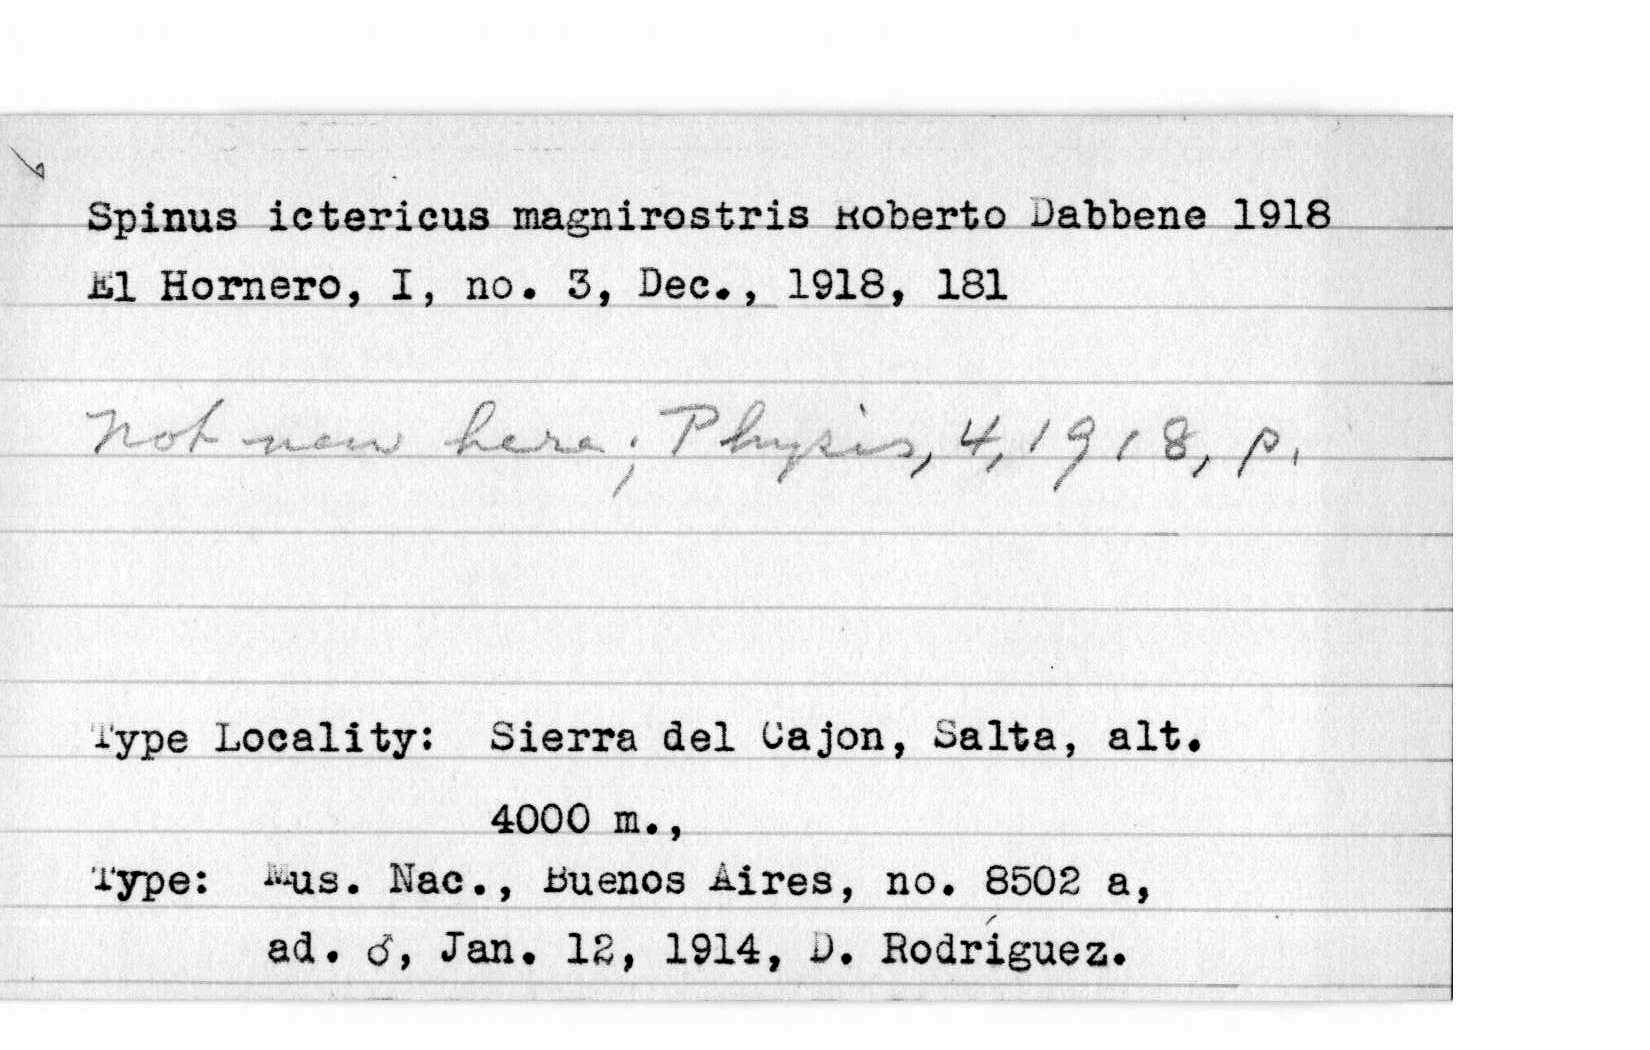 Spinus ictericus magnirostris Roberto Dabbene 1918
El Hornero, I, no. 3, Dec., 1918, 181
Not new here; Physis, 4, 1918, p.
Type Locality: Sierra del Cajon, Salta, alt.
4000 m.,
Type: Mus. Nac., Buenos Aires, no. 8502 a,
ad. ♂, Jan. 12, 1914, D. Rodríguez.